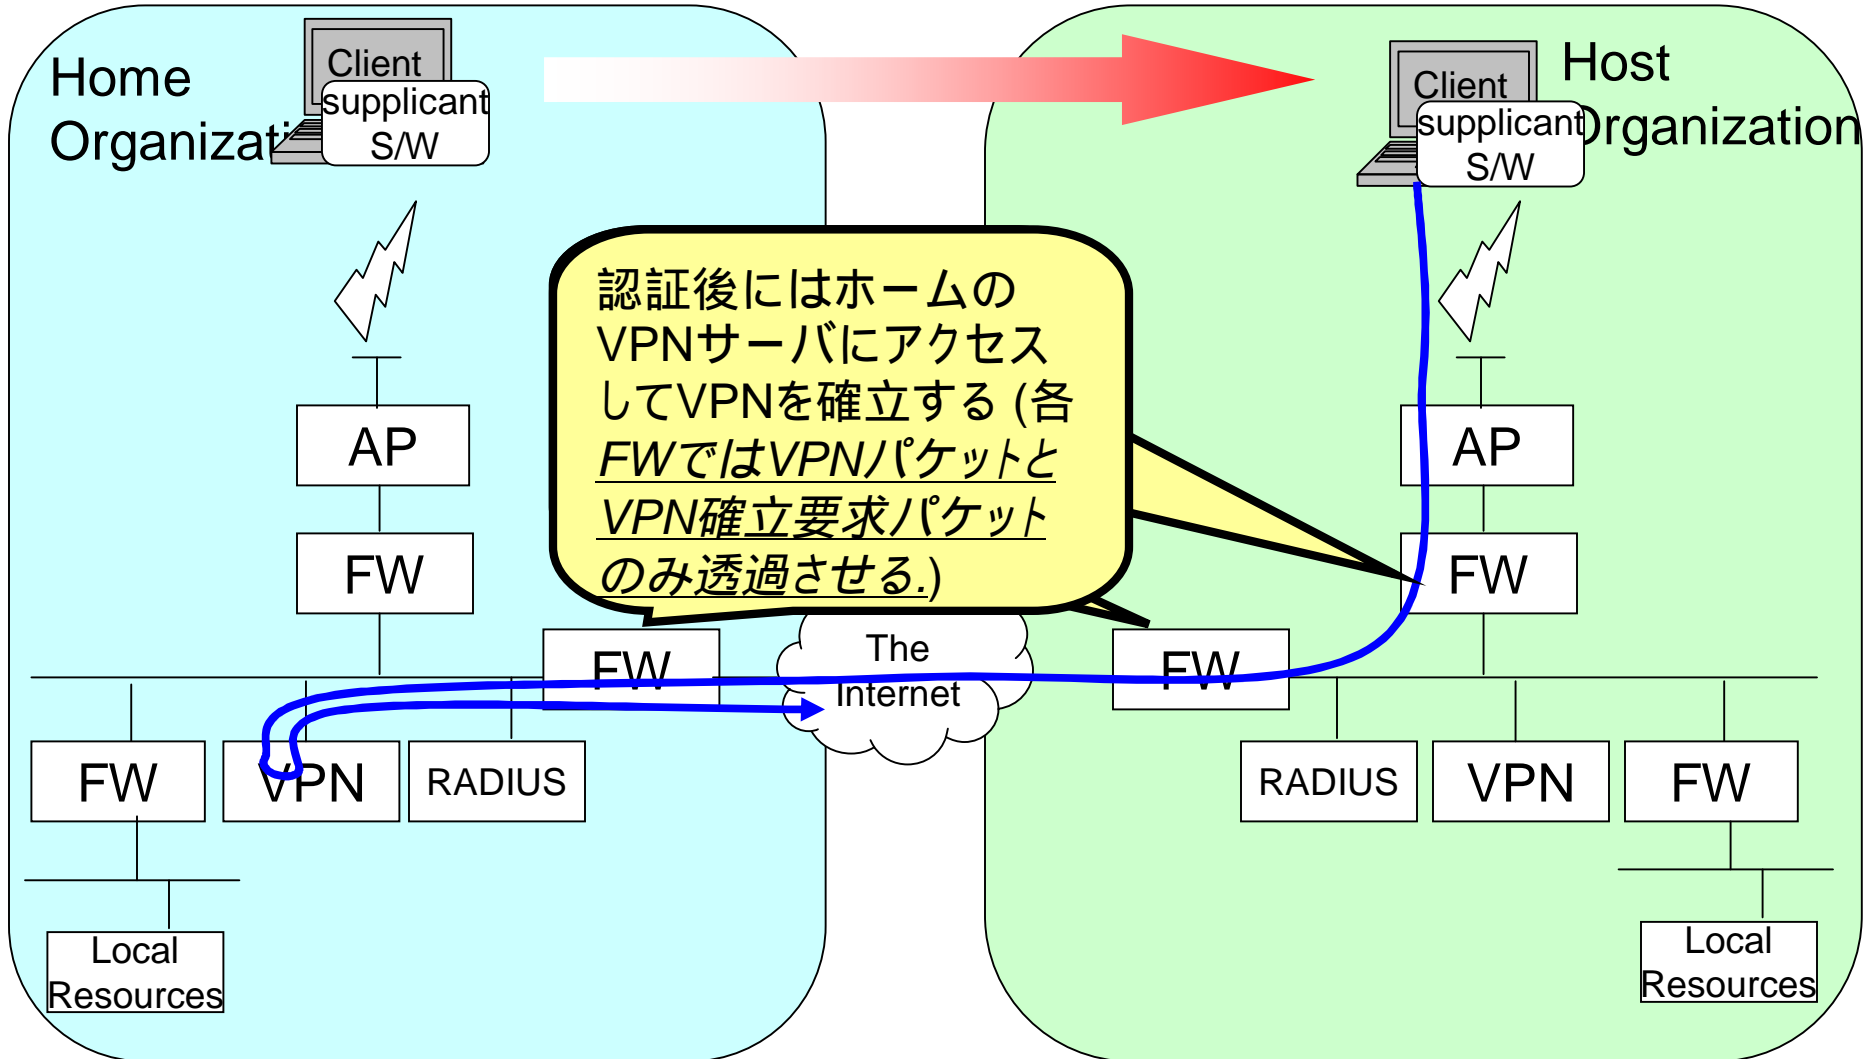 Home
Organizati
Client
supplicant
S/W
Client
supplicant
S/W
Host
Organization
認証後にはホームの
VPNサーバにアクセス
してVPNを確立する (各
FWではVPNパケットと
VPN確立要求パケット
のみ透過させる.)
AP
FW
FW
The
Internet
FW
VPN
RADIUS
Local
Resources
AP
FW
FW
RADIUS
VPN
FW
Local
Resources